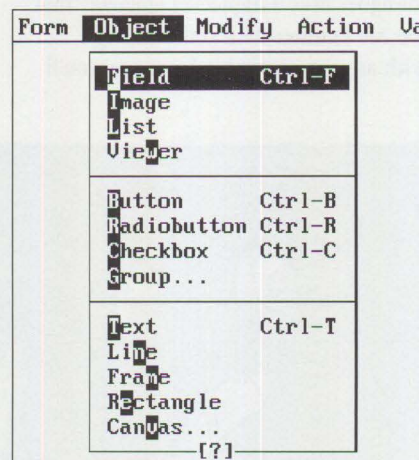 Form Object Modify Action Va
Field Ctrl-F
Image
List
Viewer
Button Ctrl-B
Radiobutton Ctrl-R
Checkbox Ctrl-C
Group...
Text Ctrl-T
Line
Frame
Rectangle
Canvas...
[?]